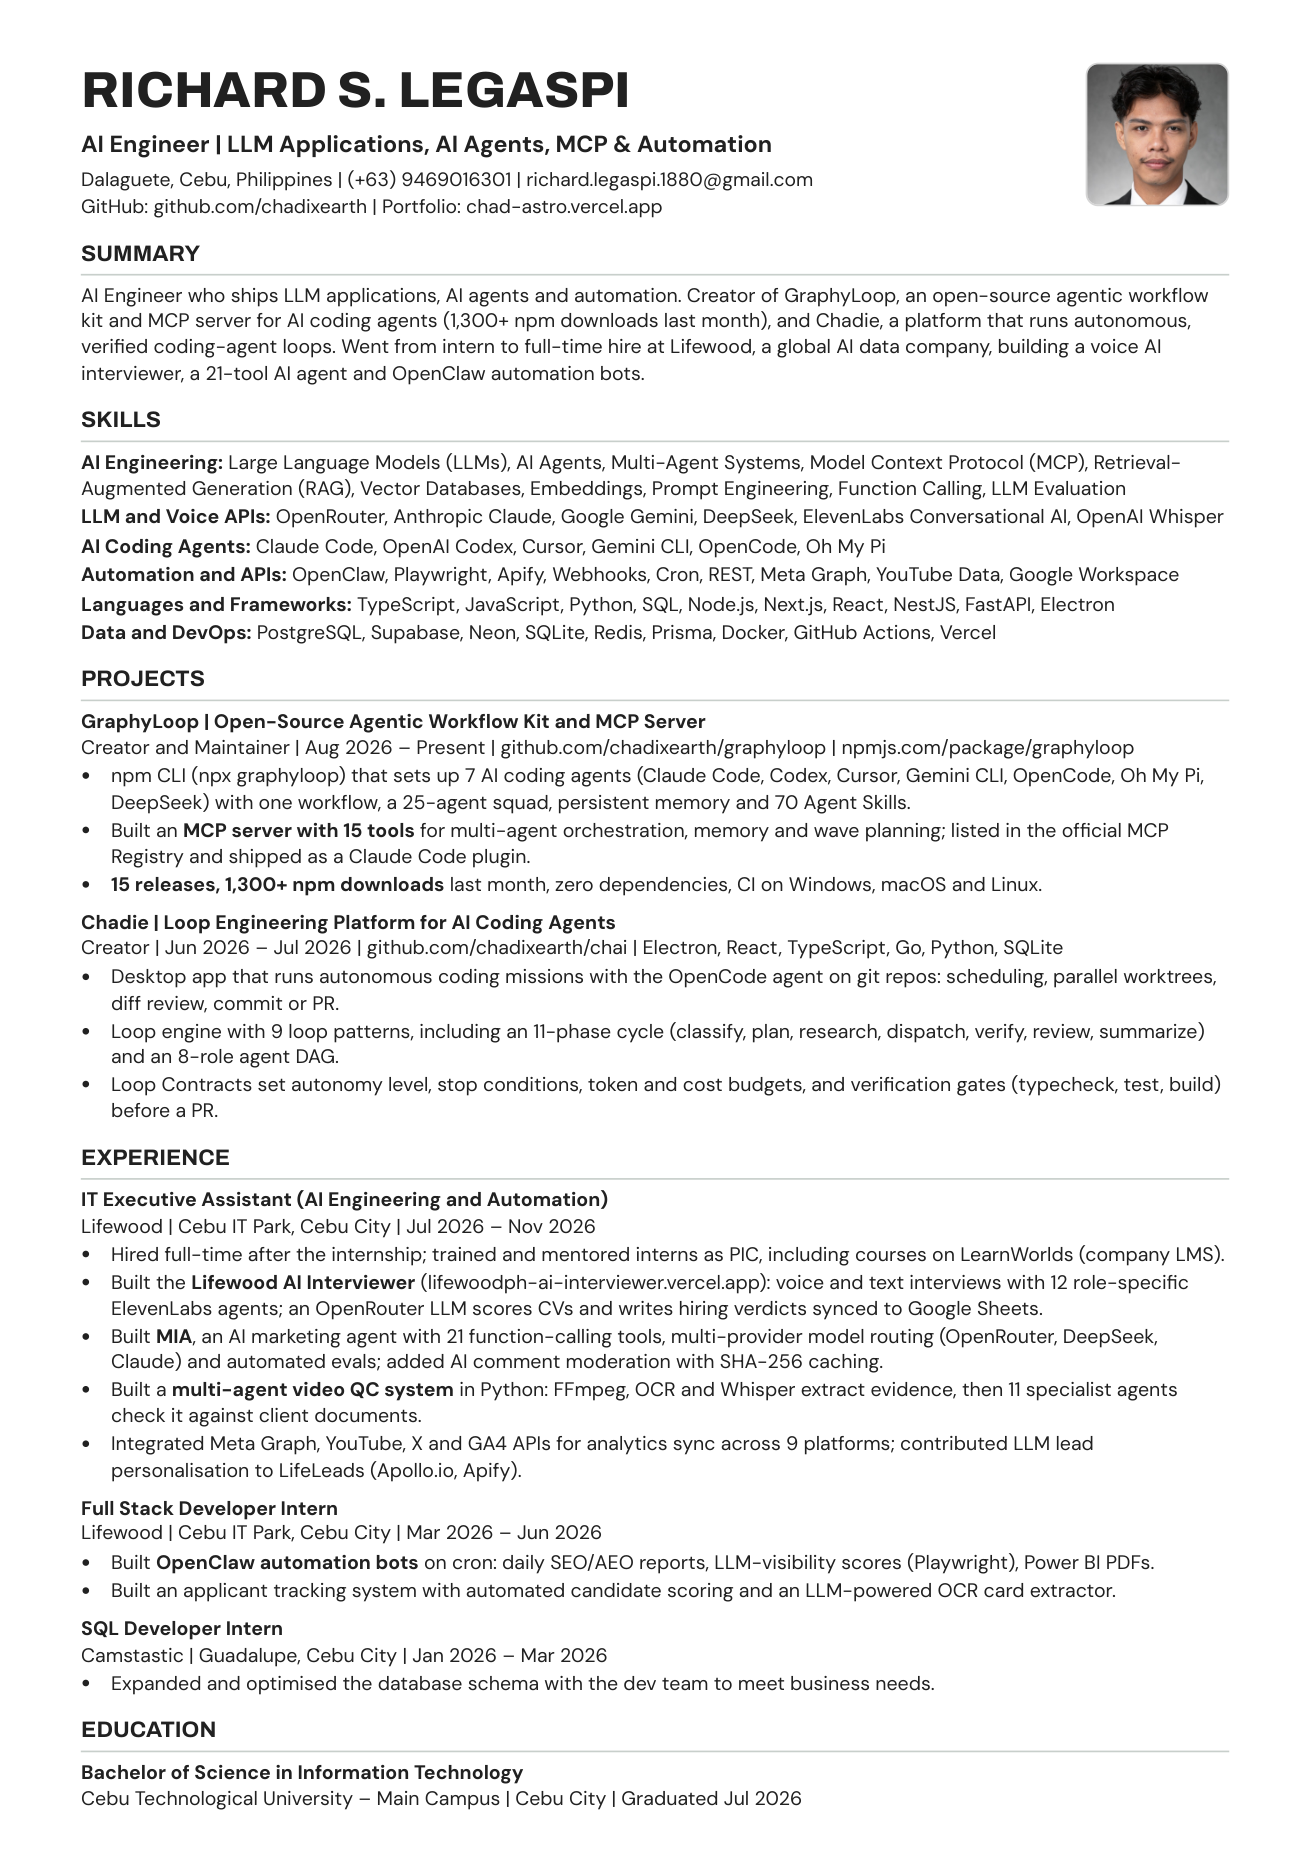 RICHARD S. LEGASPI
AI Engineer | LLM Applications, AI Agents, MCP & Automation
Dalaguete, Cebu, Philippines | (+63) 9469016301 | richard.legaspi.1880@gmail.com
GitHub: github.com/chadixearth | Portfolio: chad-astro.vercel.app
SUMMARY
AI Engineer who ships LLM applications, AI agents and automation. Creator of GraphyLoop, an open-source agentic workflow
kit and MCP server for AI coding agents (1,300+ npm downloads last month), and Chadie, a platform that runs autonomous,
verified coding-agent loops. Went from intern to full-time hire at Lifewood, a global AI data company, building a voice AI
interviewer, a 21-tool AI agent and OpenClaw automation bots.
SKILLS
AI Engineering: Large Language Models (LLMs), AI Agents, Multi-Agent Systems, Model Context Protocol (MCP), Retrieval-
Augmented Generation (RAG), Vector Databases, Embeddings, Prompt Engineering, Function Calling, LLM Evaluation
LLM and Voice APIs: OpenRouter, Anthropic Claude, Google Gemini, DeepSeek, ElevenLabs Conversational AI, OpenAI Whisper
AI Coding Agents: Claude Code, OpenAI Codex, Cursor, Gemini CLI, OpenCode, Oh My Pi
Automation and APIs: OpenClaw, Playwright, Apify, Webhooks, Cron, REST, Meta Graph, YouTube Data, Google Workspace
Languages and Frameworks: TypeScript, JavaScript, Python, SQL, Node.js, Next.js, React, NestJS, FastAPI, Electron
Data and DevOps: PostgreSQL, Supabase, Neon, SQLite, Redis, Prisma, Docker, GitHub Actions, Vercel
PROJECTS
GraphyLoop | Open-Source Agentic Workflow Kit and MCP Server
Creator and Maintainer | Aug 2026 – Present | github.com/chadixearth/graphyloop | npmjs.com/package/graphyloop
• npm CLI (npx graphyloop) that sets up 7 AI coding agents (Claude Code, Codex, Cursor, Gemini CLI, OpenCode, Oh My Pi,
DeepSeek) with one workflow, a 25-agent squad, persistent memory and 70 Agent Skills.
• Built an MCP server with 15 tools for multi-agent orchestration, memory and wave planning; listed in the official MCP
Registry and shipped as a Claude Code plugin.
• 15 releases, 1,300+ npm downloads last month, zero dependencies, CI on Windows, macOS and Linux.
Chadie | Loop Engineering Platform for AI Coding Agents
Creator | Jun 2026 – Jul 2026 | github.com/chadixearth/chai | Electron, React, TypeScript, Go, Python, SQLite
• Desktop app that runs autonomous coding missions with the OpenCode agent on git repos: scheduling, parallel worktrees,
diff review, commit or PR.
• Loop engine with 9 loop patterns, including an 11-phase cycle (classify, plan, research, dispatch, verify, review, summarize)
and an 8-role agent DAG.
• Loop Contracts set autonomy level, stop conditions, token and cost budgets, and verification gates (typecheck, test, build)
before a PR.
EXPERIENCE
IT Executive Assistant (AI Engineering and Automation)
Lifewood | Cebu IT Park, Cebu City | Jul 2026 – Nov 2026
• Hired full-time after the internship; trained and mentored interns as PIC, including courses on LearnWorlds (company LMS).
• Built the Lifewood AI Interviewer (lifewoodph-ai-interviewer.vercel.app): voice and text interviews with 12 role-specific
ElevenLabs agents; an OpenRouter LLM scores CVs and writes hiring verdicts synced to Google Sheets.
• Built MIA, an AI marketing agent with 21 function-calling tools, multi-provider model routing (OpenRouter, DeepSeek,
Claude) and automated evals; added AI comment moderation with SHA-256 caching.
• Built a multi-agent video QC system in Python: FFmpeg, OCR and Whisper extract evidence, then 11 specialist agents
check it against client documents.
• Integrated Meta Graph, YouTube, X and GA4 APIs for analytics sync across 9 platforms; contributed LLM lead
personalisation to LifeLeads (Apollo.io, Apify).
Full Stack Developer Intern
Lifewood | Cebu IT Park, Cebu City | Mar 2026 – Jun 2026
• Built OpenClaw automation bots on cron: daily SEO/AEO reports, LLM-visibility scores (Playwright), Power BI PDFs.
• Built an applicant tracking system with automated candidate scoring and an LLM-powered OCR card extractor.
SQL Developer Intern
Camstastic | Guadalupe, Cebu City | Jan 2026 – Mar 2026
• Expanded and optimised the database schema with the dev team to meet business needs.
EDUCATION
Bachelor of Science in Information Technology
Cebu Technological University – Main Campus | Cebu City | Graduated Jul 2026